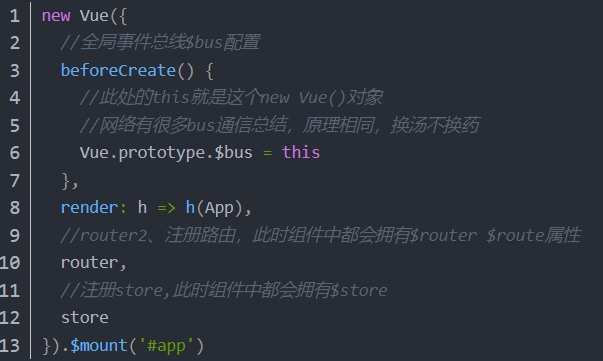 1 new Vue({
2 //全局事件总线$bus配置
3 beforeCreate() {
4 //此处的this就是这个new Vue()对象
5 //网络有很多bus通信总结，原理相同，换汤不换药
6 Vue.prototype.$bus = this
7 },
8 render: h => h(App),
9 //router2、注册路由，此时组件中都会拥有$router $route属性
10 router,
11 //注册store,此时组件中都会拥有$store
12 store
13 }).$mount('#app')